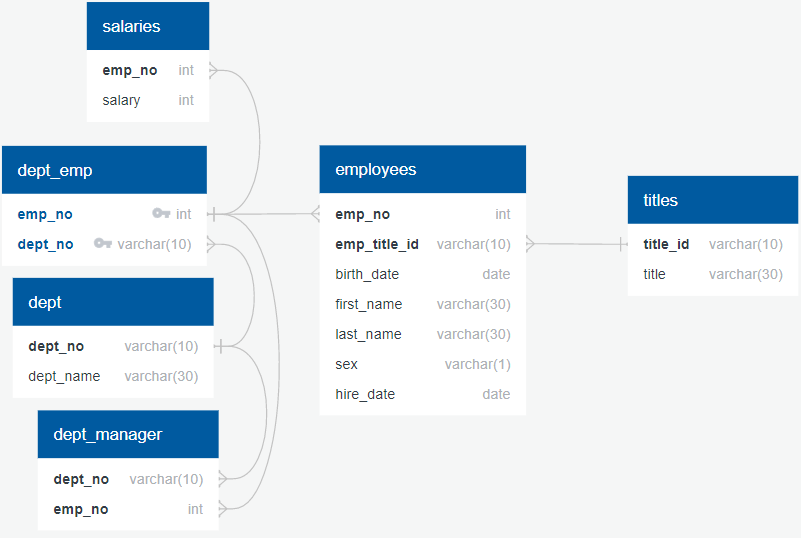 salaries
emp_no int
salary int
dept_emp
emp_no int
dept_no varchar(10)
dept
dept_no varchar(10)
dept_name varchar(30)
dept_manager
dept_no varchar(10)
emp_no int
employees
emp_no int
emp_title_id varchar(10)
birth_date date
first_name varchar(30)
last_name varchar(30)
sex varchar(1)
hire_date date
titles
title_id varchar(10)
title varchar(30)